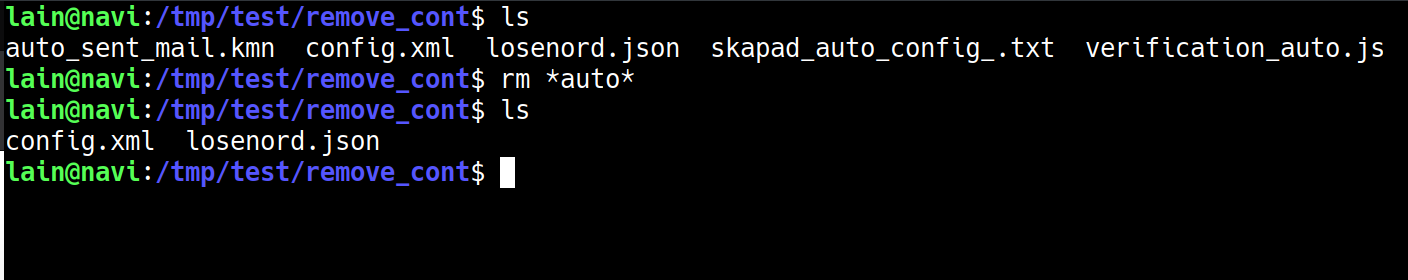 lain@navi:/tmp/test/remove_cont$ ls
auto_sent_mail.kmn  config.xml  losenord.json  skapad_auto_config_.txt  verification_auto.js
lain@navi:/tmp/test/remove_cont$ rm *auto*
lain@navi:/tmp/test/remove_cont$ ls
config.xml  losenord.json
lain@navi:/tmp/test/remove_cont$